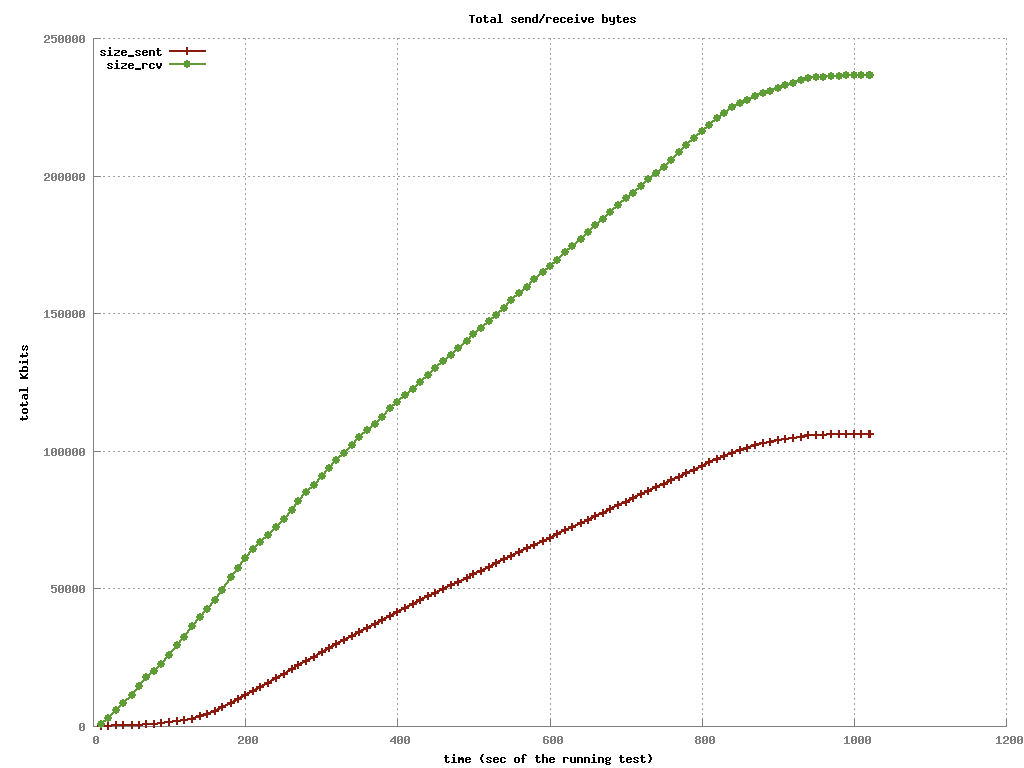 Total send/receive bytes
250000
size_sent
size_rcv
200000
150000
total Kbits
100000
50000
0
0 200 400 600 800 1000 1200
time (sec of the running test)